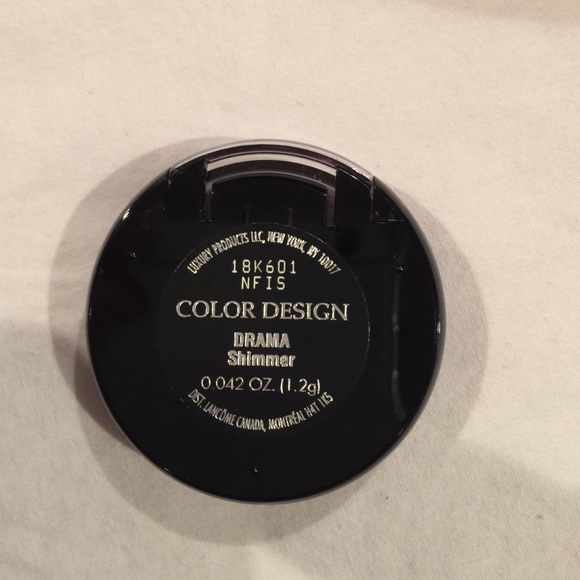 LUXURY PRODUCTS LLC, NEW YORK, NY 10017
18K601
NFIS
COLOR DESIGN
DRAMA
Shimmer
0.042 OZ. (1.2g)
DIST. LANCÔME CANADA, MONTRÉAL H4T 1K5